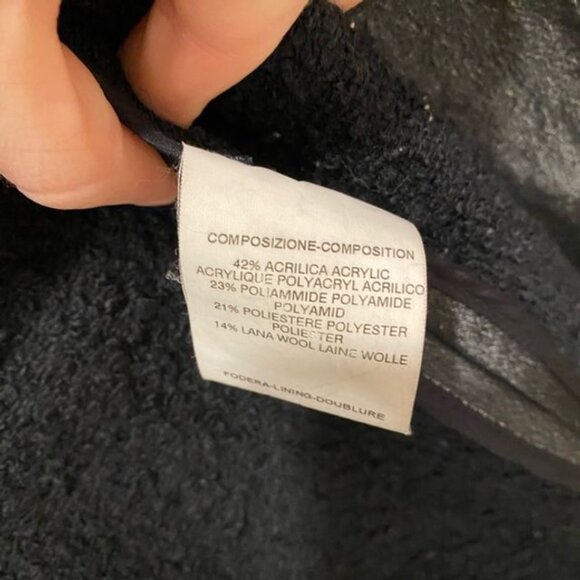 COMPOSIZIONE-COMPOSITION
42% ACRILICA ACRYLIC
ACRYLIQUE POLYACRYL ACRILICO
23% POLIAMMIDE POLYAMIDE
POLYAMID
21% POLIESTERE POLYESTER
POLIESTER
14% LANA WOOL LAINE WOLLE
FODERA-LINING-DOUBLURE